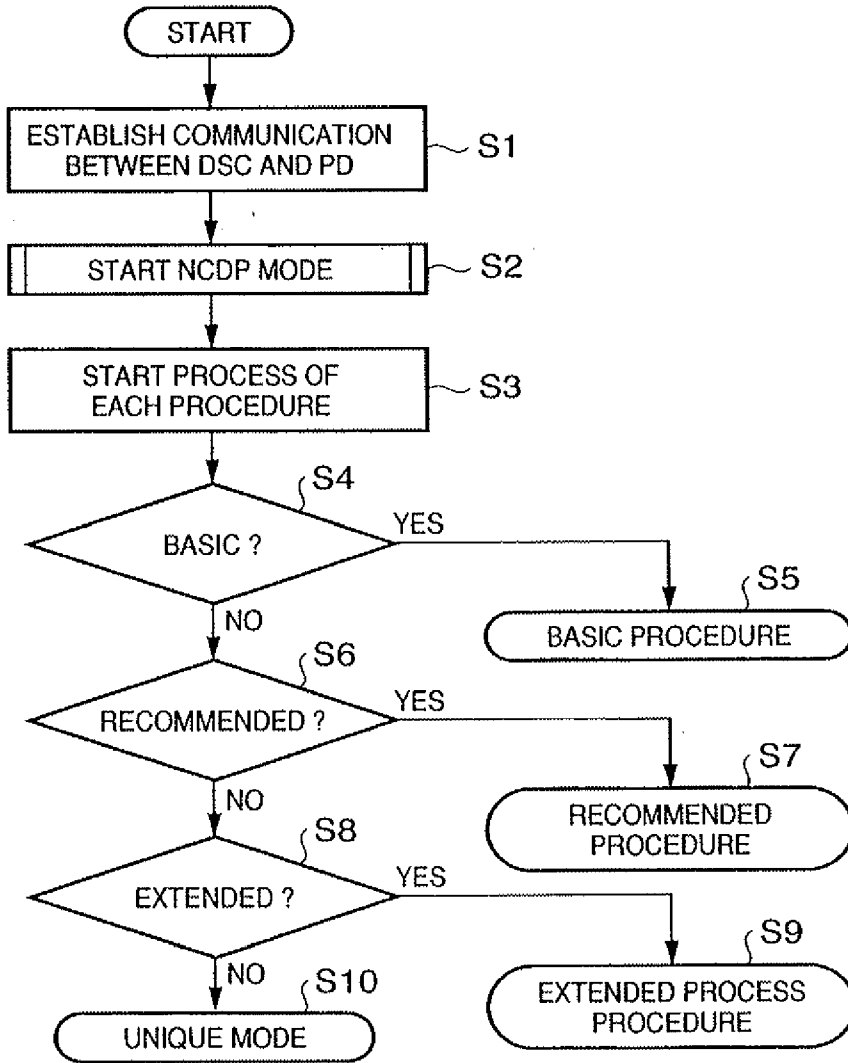 START
ESTABLISH COMMUNICATION
BETWEEN DSC AND PD
S1
START NCDP MODE
S2
START PROCESS OF
EACH PROCEDURE
S3
S4
BASIC ?
YES
NO
S5
BASIC PROCEDURE
S6
RECOMMENDED ?
YES
NO
S7
RECOMMENDED
PROCEDURE
S8
EXTENDED ?
YES
NO
S9
EXTENDED PROCESS
PROCEDURE
S10
UNIQUE MODE